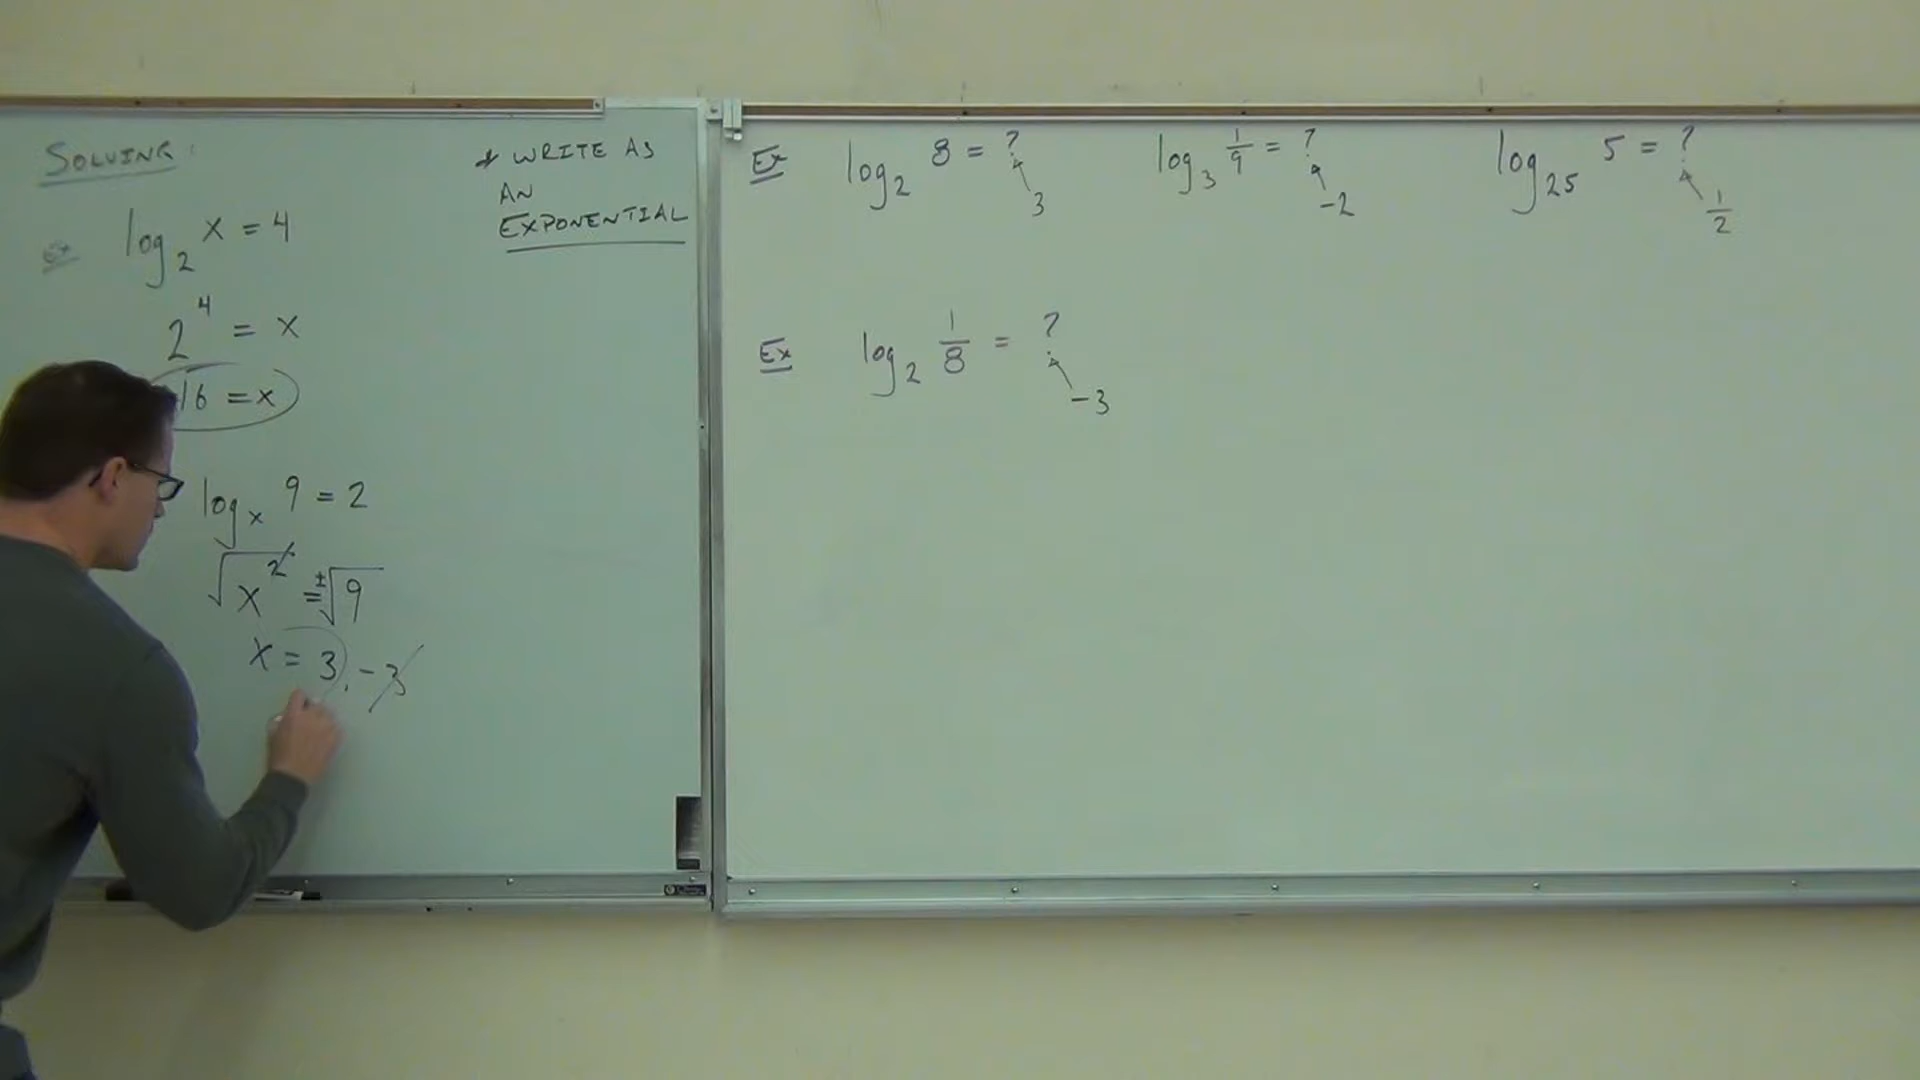 SOLVING:
Ex log₂ x = 4
2⁴ = x
16 = x
logₓ 9 = 2
√x² = ±√9
x = 3, -3
* WRITE AS
AN
EXPONENTIAL
Ex log₂ 8 = ? 3
log₃ 1/9 = ? -2
log₂₅ 5 = ? 1/2
Ex log₂ 1/8 = ? -3